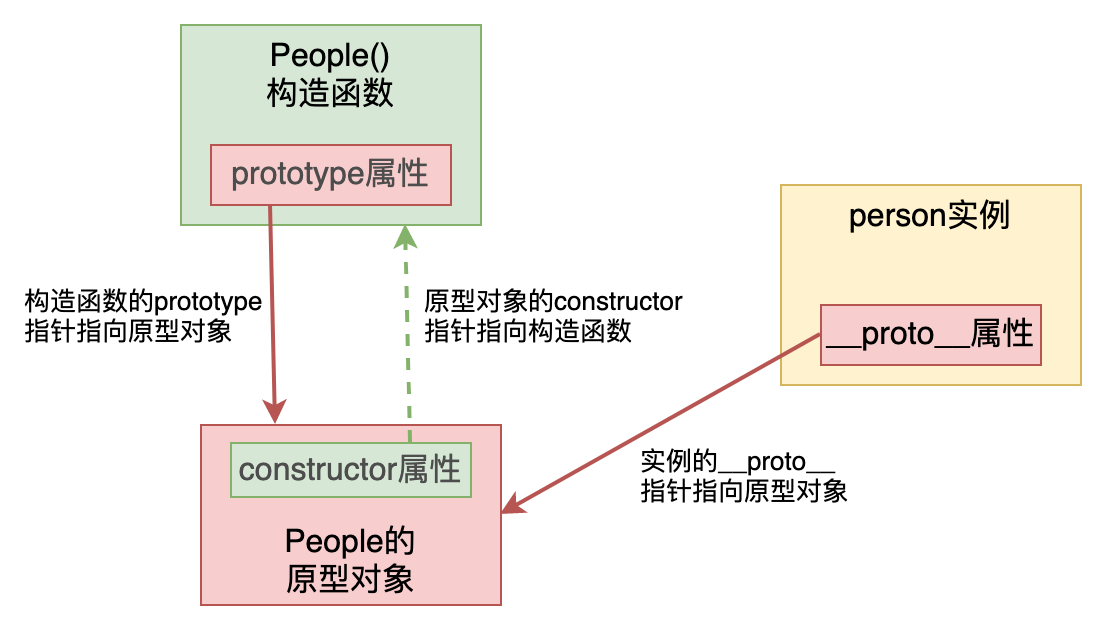 People()
构造函数
prototype属性
person实例
构造函数的prototype
指针指向原型对象
原型对象的constructor
指针指向构造函数
__proto__属性
constructor属性
People的
原型对象
实例的__proto__
指针指向原型对象